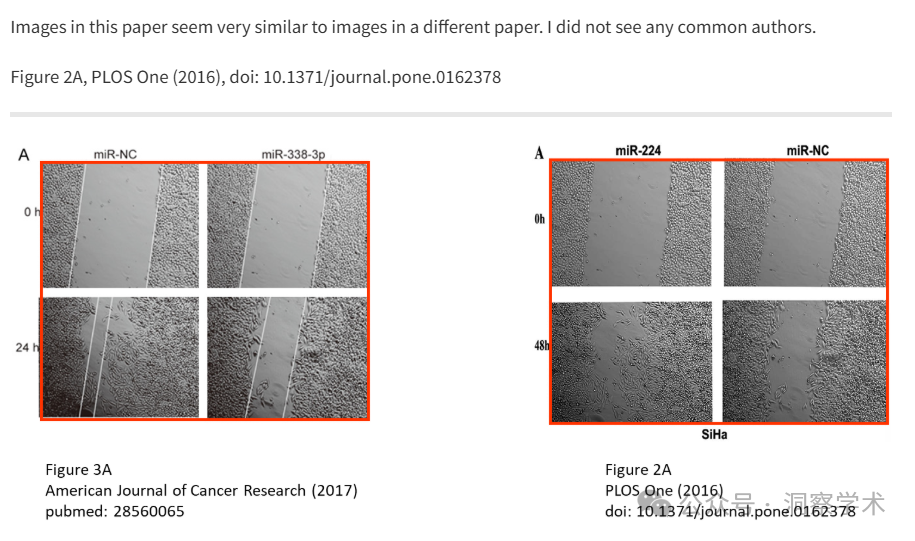 Images in this paper seem very similar to images in a different paper. I did not see any common authors.
Figure 2A, PLOS One (2016), doi: 10.1371/journal.pone.0162378
A
miR-NC
miR-338-3p
0 h
24 h
A
miR-224
miR-NC
0h
48h
SiHa
Figure 3A
American Journal of Cancer Research (2017)
pubmed: 28560065
Figure 2A
PLOS One (2016)
doi: 10.1371/journal.pone.0162378
公众号 · 洞察学术